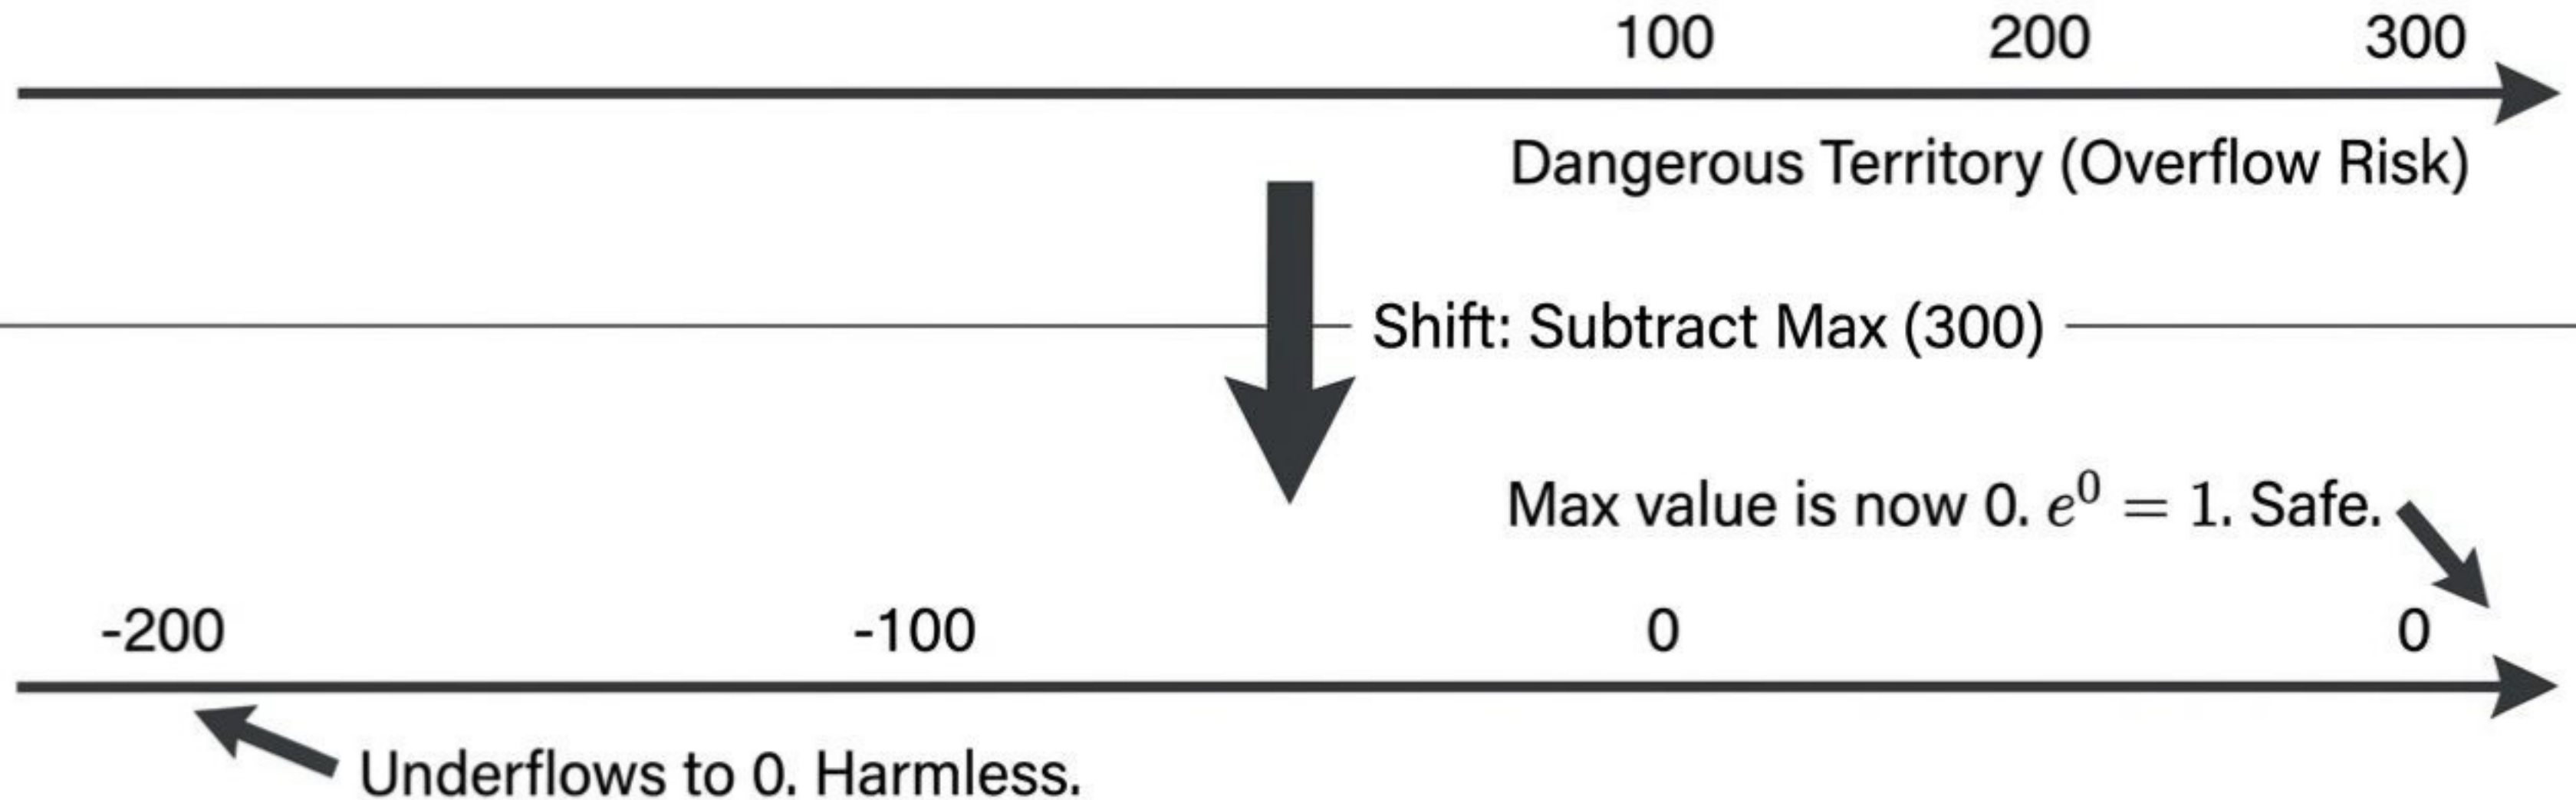 100 200 300
Dangerous Territory (Overflow Risk)
Shift: Subtract Max (300)
Max value is now 0. e⁰ = 1. Safe.
-200 -100 0 0
Underflows to 0. Harmless.